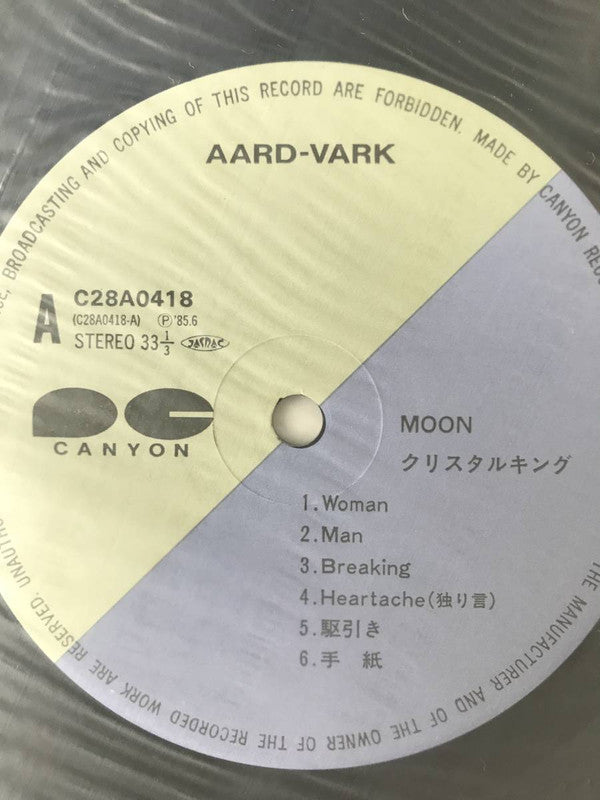 BROADCASTING AND COPYING OF THIS RECORD ARE FORBIDDEN. MADE BY CANYON
AARD-VARK
A
C28A0418
(C28A0418-A) Ⓟ'85.6
STEREO 33⅓
CANYON
MOON
クリスタルキング
1.Woman
2.Man
3.Breaking
4.Heartache(独り言)
5.駆引き
6.手 紙
THE MANUFACTURER AND OF THE OWNER OF THE RECORDED WORK ARE RESERVED.